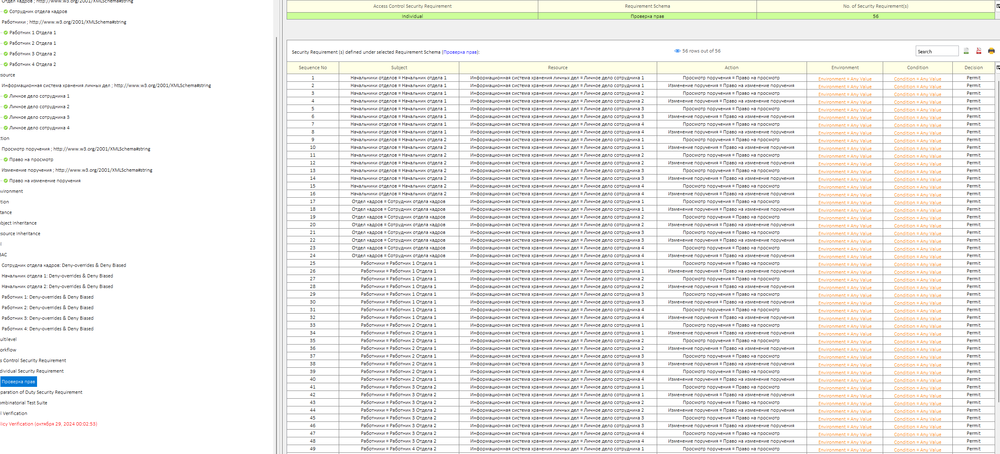 Отдел кадров ; http://www.w3.org/2001/XMLSchema#string
Сотрудник отдела кадров
Работники ; http://www.w3.org/2001/XMLSchema#string
Работник 1 Отдела 1
Работник 2 Отдела 1
Работник 3 Отдела 2
Работник 4 Отдела 2
esource
Информационная система хранения личных дел ; http://www.w3.org/2001/XMLSchema#string
Личное дело сотрудника 1
Личное дело сотрудника 2
Личное дело сотрудника 3
Личное дело сотрудника 4
ction
Просмотр поручения ; http://www.w3.org/2001/XMLSchema#string
Право на просмотр
Изменение поручения ; http://www.w3.org/2001/XMLSchema#string
Право на изменение поручения
nvironment
ition
itance
ubject Inheritance
esource Inheritance
el
BAC
Сотрудник отдела кадров: Deny-overrides & Deny Biased
Начальник отдела 1: Deny-overrides & Deny Biased
Начальник отдела 2: Deny-overrides & Deny Biased
Работник 1: Deny-overrides & Deny Biased
Работник 2: Deny-overrides & Deny Biased
Работник 3: Deny-overrides & Deny Biased
Работник 4: Deny-overrides & Deny Biased
ultilevel
orkflow
s Control Security Requirement
dividual Security Requirement
Проверка прав
eparation of Duty Security Requirement
ombinatorial Test Suite
el Verification
olicy Verification (октября 29, 2024 00:02:53)
Access Control Security Requirement Requirement Schema No. of Security Requirement(s)
Individual Проверка прав 56
Security Requirement (s) defined under selected Requirement Schema (Проверка прав): 56 rows out of 56 Search
Sequence No Subject Resource Action Environment Condition Decision
1 Начальники отделов = Начальник отдела 1 Информационная система хранения личных дел = Личное дело сотрудника 1 Просмотр поручения = Право на просмотр Environment = Any Value Condition = Any Value Permit
2 Начальники отделов = Начальник отдела 1 Информационная система хранения личных дел = Личное дело сотрудника 1 Изменение поручения = Право на изменение поручения Environment = Any Value Condition = Any Value Permit
3 Начальники отделов = Начальник отдела 1 Информационная система хранения личных дел = Личное дело сотрудника 2 Просмотр поручения = Право на просмотр Environment = Any Value Condition = Any Value Permit
4 Начальники отделов = Начальник отдела 1 Информационная система хранения личных дел = Личное дело сотрудника 2 Изменение поручения = Право на изменение поручения Environment = Any Value Condition = Any Value Permit
5 Начальники отделов = Начальник отдела 1 Информационная система хранения личных дел = Личное дело сотрудника 3 Просмотр поручения = Право на просмотр Environment = Any Value Condition = Any Value Permit
6 Начальники отделов = Начальник отдела 1 Информационная система хранения личных дел = Личное дело сотрудника 3 Изменение поручения = Право на изменение поручения Environment = Any Value Condition = Any Value Permit
7 Начальники отделов = Начальник отдела 1 Информационная система хранения личных дел = Личное дело сотрудника 4 Просмотр поручения = Право на просмотр Environment = Any Value Condition = Any Value Permit
8 Начальники отделов = Начальник отдела 1 Информационная система хранения личных дел = Личное дело сотрудника 4 Изменение поручения = Право на изменение поручения Environment = Any Value Condition = Any Value Permit
9 Начальники отделов = Начальник отдела 2 Информационная система хранения личных дел = Личное дело сотрудника 1 Просмотр поручения = Право на просмотр Environment = Any Value Condition = Any Value Permit
10 Начальники отделов = Начальник отдела 2 Информационная система хранения личных дел = Личное дело сотрудника 1 Изменение поручения = Право на изменение поручения Environment = Any Value Condition = Any Value Permit
11 Начальники отделов = Начальник отдела 2 Информационная система хранения личных дел = Личное дело сотрудника 2 Просмотр поручения = Право на просмотр Environment = Any Value Condition = Any Value Permit
12 Начальники отделов = Начальник отдела 2 Информационная система хранения личных дел = Личное дело сотрудника 2 Изменение поручения = Право на изменение поручения Environment = Any Value Condition = Any Value Permit
13 Начальники отделов = Начальник отдела 2 Информационная система хранения личных дел = Личное дело сотрудника 3 Просмотр поручения = Право на просмотр Environment = Any Value Condition = Any Value Permit
14 Начальники отделов = Начальник отдела 2 Информационная система хранения личных дел = Личное дело сотрудника 3 Изменение поручения = Право на изменение поручения Environment = Any Value Condition = Any Value Permit
15 Начальники отделов = Начальник отдела 2 Информационная система хранения личных дел = Личное дело сотрудника 4 Просмотр поручения = Право на просмотр Environment = Any Value Condition = Any Value Permit
16 Начальники отделов = Начальник отдела 2 Информационная система хранения личных дел = Личное дело сотрудника 4 Изменение поручения = Право на изменение поручения Environment = Any Value Condition = Any Value Permit
17 Отдел кадров = Сотрудник отдела кадров Информационная система хранения личных дел = Личное дело сотрудника 1 Просмотр поручения = Право на просмотр Environment = Any Value Condition = Any Value Permit
18 Отдел кадров = Сотрудник отдела кадров Информационная система хранения личных дел = Личное дело сотрудника 1 Изменение поручения = Право на изменение поручения Environment = Any Value Condition = Any Value Permit
19 Отдел кадров = Сотрудник отдела кадров Информационная система хранения личных дел = Личное дело сотрудника 2 Просмотр поручения = Право на просмотр Environment = Any Value Condition = Any Value Permit
20 Отдел кадров = Сотрудник отдела кадров Информационная система хранения личных дел = Личное дело сотрудника 2 Изменение поручения = Право на изменение поручения Environment = Any Value Condition = Any Value Permit
21 Отдел кадров = Сотрудник отдела кадров Информационная система хранения личных дел = Личное дело сотрудника 3 Просмотр поручения = Право на просмотр Environment = Any Value Condition = Any Value Permit
22 Отдел кадров = Сотрудник отдела кадров Информационная система хранения личных дел = Личное дело сотрудника 3 Изменение поручения = Право на изменение поручения Environment = Any Value Condition = Any Value Permit
23 Отдел кадров = Сотрудник отдела кадров Информационная система хранения личных дел = Личное дело сотрудника 4 Просмотр поручения = Право на просмотр Environment = Any Value Condition = Any Value Permit
24 Отдел кадров = Сотрудник отдела кадров Информационная система хранения личных дел = Личное дело сотрудника 4 Изменение поручения = Право на изменение поручения Environment = Any Value Condition = Any Value Permit
25 Работники = Работник 1 Отдела 1 Информационная система хранения личных дел = Личное дело сотрудника 1 Просмотр поручения = Право на просмотр Environment = Any Value Condition = Any Value Permit
26 Работники = Работник 1 Отдела 1 Информационная система хранения личных дел = Личное дело сотрудника 1 Изменение поручения = Право на изменение поручения Environment = Any Value Condition = Any Value Permit
27 Работники = Работник 1 Отдела 1 Информационная система хранения личных дел = Личное дело сотрудника 2 Просмотр поручения = Право на просмотр Environment = Any Value Condition = Any Value Permit
28 Работники = Работник 1 Отдела 1 Информационная система хранения личных дел = Личное дело сотрудника 2 Изменение поручения = Право на изменение поручения Environment = Any Value Condition = Any Value Permit
29 Работники = Работник 1 Отдела 1 Информационная система хранения личных дел = Личное дело сотрудника 3 Просмотр поручения = Право на просмотр Environment = Any Value Condition = Any Value Permit
30 Работники = Работник 1 Отдела 1 Информационная система хранения личных дел = Личное дело сотрудника 3 Изменение поручения = Право на изменение поручения Environment = Any Value Condition = Any Value Permit
31 Работники = Работник 1 Отдела 1 Информационная система хранения личных дел = Личное дело сотрудника 4 Просмотр поручения = Право на просмотр Environment = Any Value Condition = Any Value Permit
32 Работники = Работник 1 Отдела 1 Информационная система хранения личных дел = Личное дело сотрудника 4 Изменение поручения = Право на изменение поручения Environment = Any Value Condition = Any Value Permit
33 Работники = Работник 2 Отдела 1 Информационная система хранения личных дел = Личное дело сотрудника 1 Просмотр поручения = Право на просмотр Environment = Any Value Condition = Any Value Permit
34 Работники = Работник 2 Отдела 1 Информационная система хранения личных дел = Личное дело сотрудника 1 Изменение поручения = Право на изменение поручения Environment = Any Value Condition = Any Value Permit
35 Работники = Работник 2 Отдела 1 Информационная система хранения личных дел = Личное дело сотрудника 2 Просмотр поручения = Право на просмотр Environment = Any Value Condition = Any Value Permit
36 Работники = Работник 2 Отдела 1 Информационная система хранения личных дел = Личное дело сотрудника 2 Изменение поручения = Право на изменение поручения Environment = Any Value Condition = Any Value Permit
37 Работники = Работник 2 Отдела 1 Информационная система хранения личных дел = Личное дело сотрудника 3 Просмотр поручения = Право на просмотр Environment = Any Value Condition = Any Value Permit
38 Работники = Работник 2 Отдела 1 Информационная система хранения личных дел = Личное дело сотрудника 3 Изменение поручения = Право на изменение поручения Environment = Any Value Condition = Any Value Permit
39 Работники = Работник 2 Отдела 1 Информационная система хранения личных дел = Личное дело сотрудника 4 Просмотр поручения = Право на просмотр Environment = Any Value Condition = Any Value Permit
40 Работники = Работник 2 Отдела 1 Информационная система хранения личных дел = Личное дело сотрудника 4 Изменение поручения = Право на изменение поручения Environment = Any Value Condition = Any Value Permit
41 Работники = Работник 3 Отдела 2 Информационная система хранения личных дел = Личное дело сотрудника 1 Просмотр поручения = Право на просмотр Environment = Any Value Condition = Any Value Permit
42 Работники = Работник 3 Отдела 2 Информационная система хранения личных дел = Личное дело сотрудника 1 Изменение поручения = Право на изменение поручения Environment = Any Value Condition = Any Value Permit
43 Работники = Работник 3 Отдела 2 Информационная система хранения личных дел = Личное дело сотрудника 2 Просмотр поручения = Право на просмотр Environment = Any Value Condition = Any Value Permit
44 Работники = Работник 3 Отдела 2 Информационная система хранения личных дел = Личное дело сотрудника 2 Изменение поручения = Право на изменение поручения Environment = Any Value Condition = Any Value Permit
45 Работники = Работник 3 Отдела 2 Информационная система хранения личных дел = Личное дело сотрудника 3 Просмотр поручения = Право на просмотр Environment = Any Value Condition = Any Value Permit
46 Работники = Работник 3 Отдела 2 Информационная система хранения личных дел = Личное дело сотрудника 3 Изменение поручения = Право на изменение поручения Environment = Any Value Condition = Any Value Permit
47 Работники = Работник 3 Отдела 2 Информационная система хранения личных дел = Личное дело сотрудника 4 Просмотр поручения = Право на просмотр Environment = Any Value Condition = Any Value Permit
48 Работники = Работник 3 Отдела 2 Информационная система хранения личных дел = Личное дело сотрудника 4 Изменение поручения = Право на изменение поручения Environment = Any Value Condition = Any Value Permit
49 Работники = Работник 4 Отдела 2 Информационная система хранения личных дел = Личное дело сотрудника 1 Просмотр поручения = Право на просмотр Environment = Any Value Condition = Any Value Permit